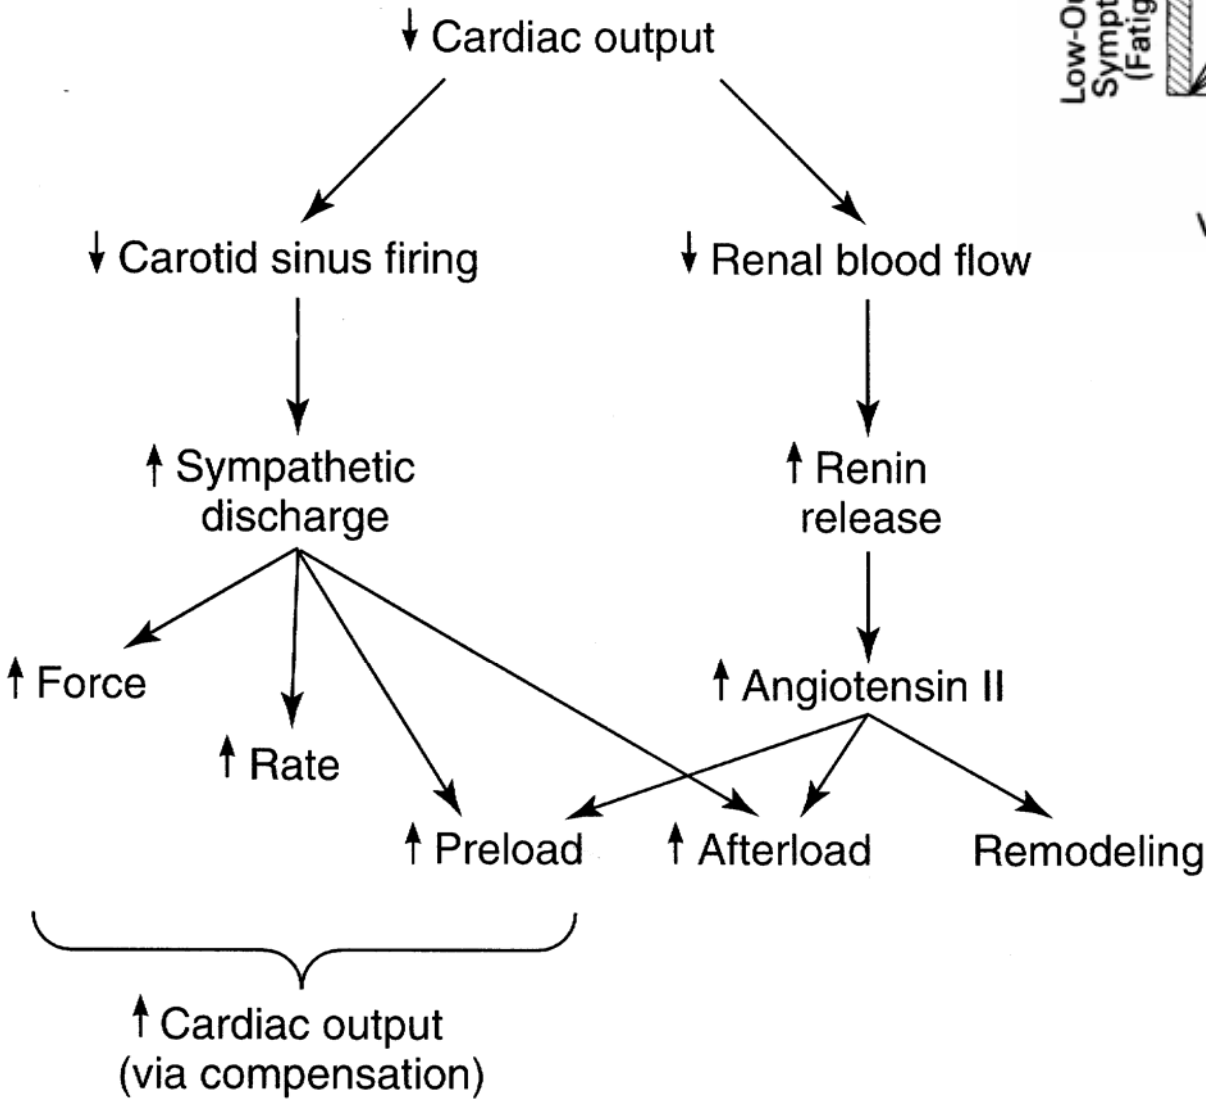 ↓ Cardiac output
↓ Carotid sinus firing
↓ Renal blood flow
↑ Sympathetic
discharge
↑ Renin
release
↑ Force
↑ Rate
↑ Angiotensin II
↑ Preload
↑ Afterload
Remodeling
↑ Cardiac output
(via compensation)